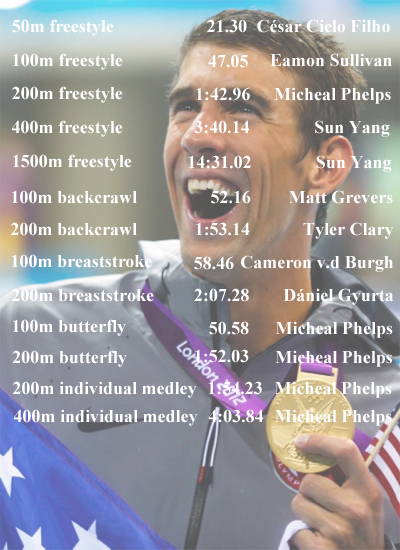 50m freestyle 21.30 César Cielo Filho
100m freestyle 47.05 Eamon Sullivan
200m freestyle 1:42.96 Micheal Phelps
400m freestyle 3:40.14 Sun Yang
1500m freestyle 14:31.02 Sun Yang
100m backcrawl 52.16 Matt Grevers
200m backcrawl 1:53.14 Tyler Clary
100m breaststroke 58.46 Cameron v.d Burgh
200m breaststroke 2:07.28 Dániel Gyurta
100m butterfly 50.58 Micheal Phelps
200m butterfly 1:52.03 Micheal Phelps
200m individual medley 1:54.23 Micheal Phelps
400m individual medley 4:03.84 Micheal Phelps
London 2012